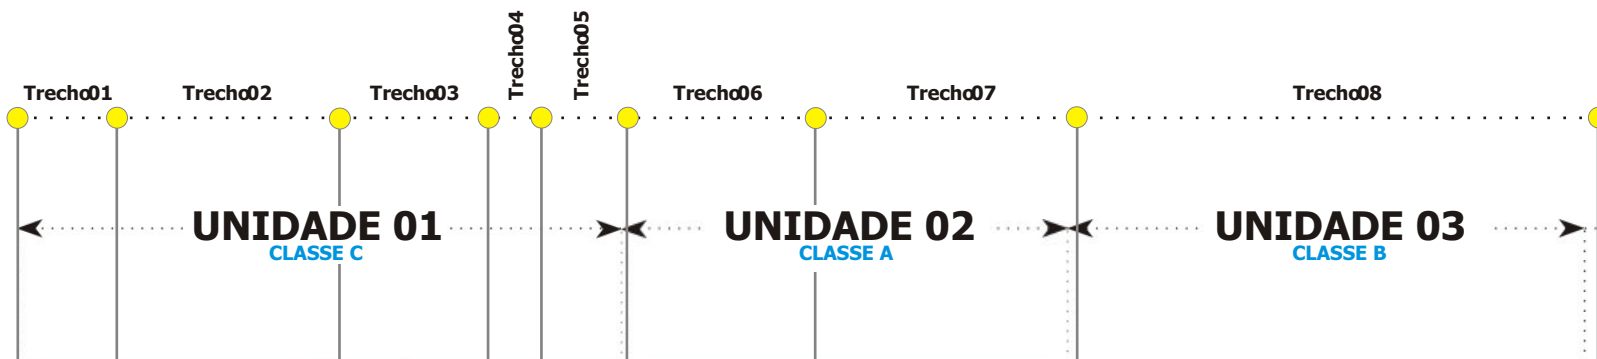 Trecho01
Trecho02
Trecho03
Trecho04
Trecho05
Trecho06
Trecho07
Trecho08
UNIDADE 01
CLASSE C
UNIDADE 02
CLASSE A
UNIDADE 03
CLASSE B